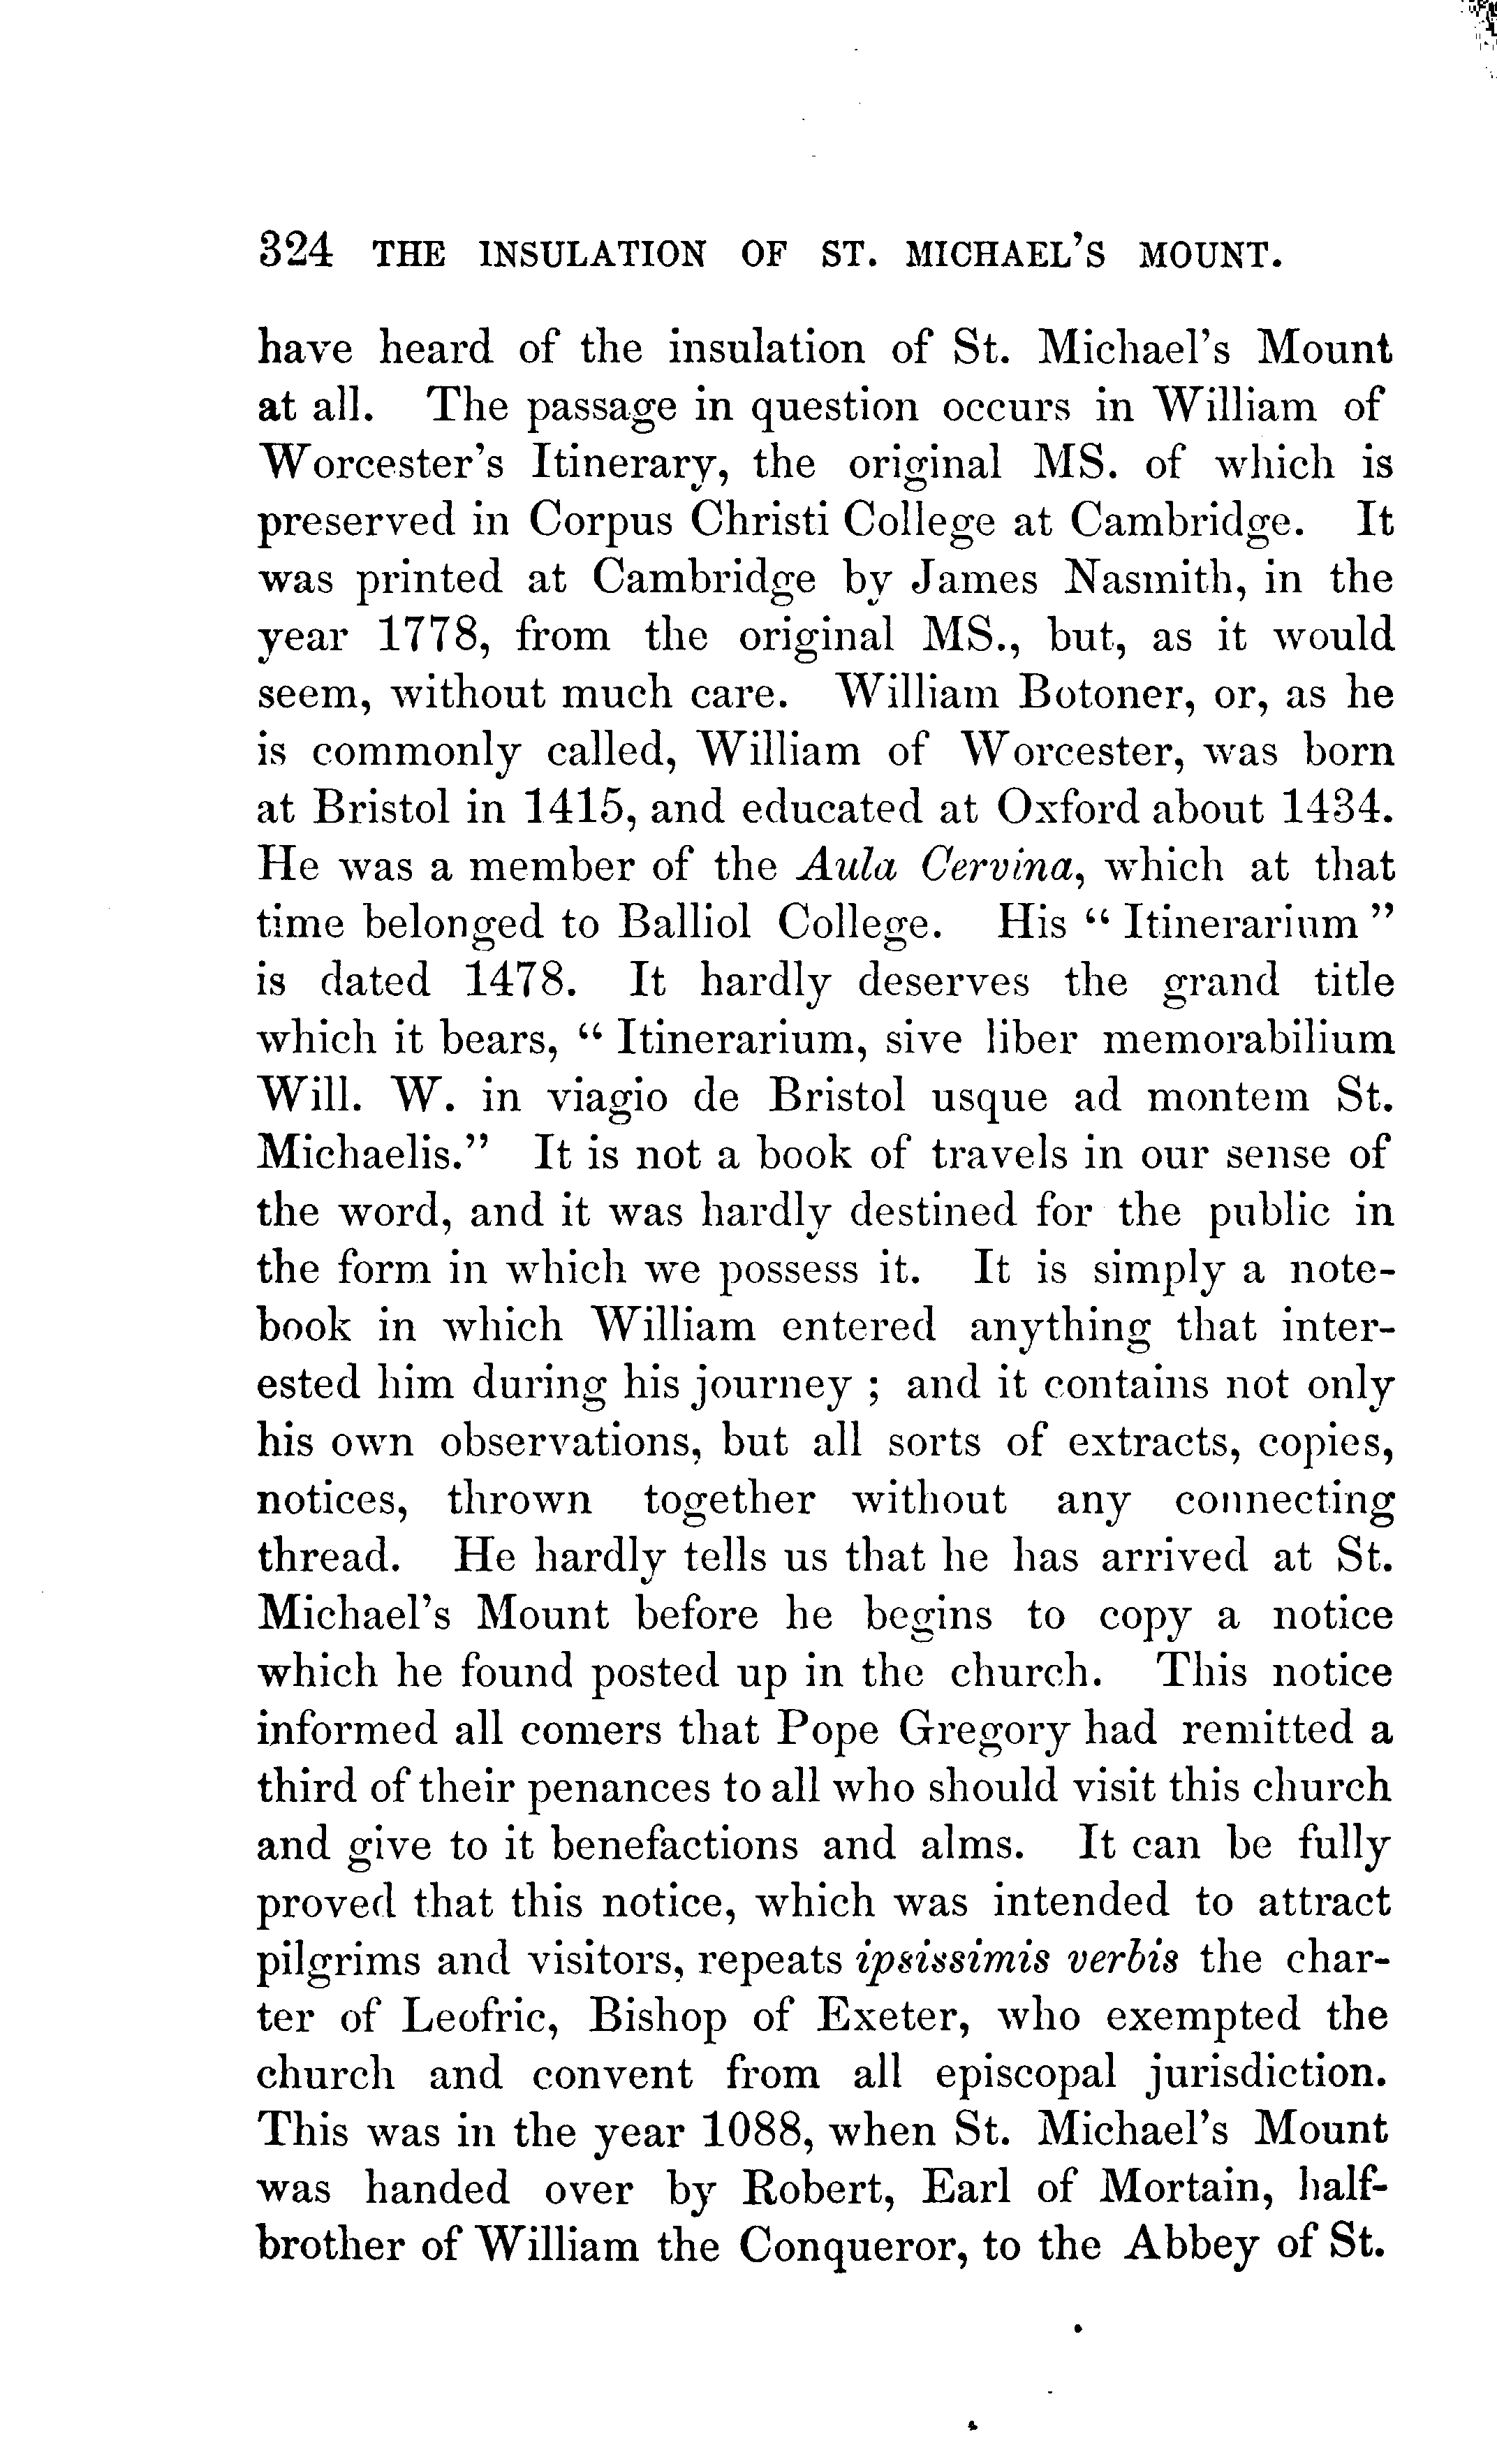 324 THE INSULATION OF ST. MICHAEL'S MOUNT.
have heard of the insulation of St. Michael's Mount
at all. The passage in question occurs in William of
Worcester's Itinerary, the original MS. of which is
preserved in Corpus Christi College at Cambridge. It
was printed at Cambridge by James Nasmith, in the
year 1778, from the original MS., but, as it would
seem, without much care. William Botoner, or, as he
is commonly called, William of Worcester, was born
at Bristol in 1415, and educated at Oxford about 1434.
He was a member of the Aula Cervina, which at that
time belonged to Balliol College. His “ Itinerarium ”
is dated 1478. It hardly deserves the grand title
which it bears, “ Itinerarium, sive liber memorabilium
Will. W. in viagio de Bristol usque ad montem St.
Michaelis.” It is not a book of travels in our sense of
the word, and it was hardly destined for the public in
the form in which we possess it. It is simply a note-
book in which William entered anything that inter-
ested him during his journey ; and it contains not only
his own observations, but all sorts of extracts, copies,
notices, thrown together without any connecting
thread. He hardly tells us that he has arrived at St.
Michael's Mount before he begins to copy a notice
which he found posted up in the church. This notice
informed all comers that Pope Gregory had remitted a
third of their penances to all who should visit this church
and give to it benefactions and alms. It can be fully
proved that this notice, which was intended to attract
pilgrims and visitors, repeats ipsissimis verbis the char-
ter of Leofric, Bishop of Exeter, who exempted the
church and convent from all episcopal jurisdiction.
This was in the year 1088, when St. Michael's Mount
was handed over by Robert, Earl of Mortain, half-
brother of William the Conqueror, to the Abbey of St.